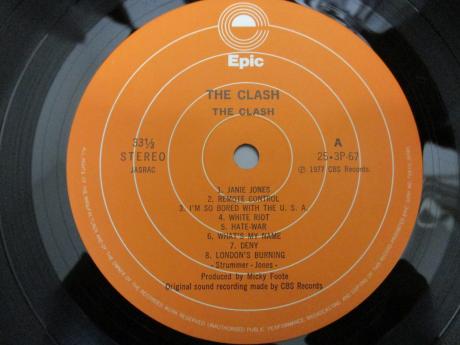 Epic
THE CLASH
THE CLASH
33⅓
STEREO
JASRAC
A
25・3P-67
Ⓟ 1977 CBS Records.
1. JANIE JONES
2. REMOTE CONTROL
3. I'M SO BORED WITH THE U. S. A.
4. WHITE RIOT
5. HATE-WAR
6. WHAT'S MY NAME
7. DENY
8. LONDON'S BURNING
-Strummer-Jones-
Produced by Micky Foote
Original sound recording made by CBS Records